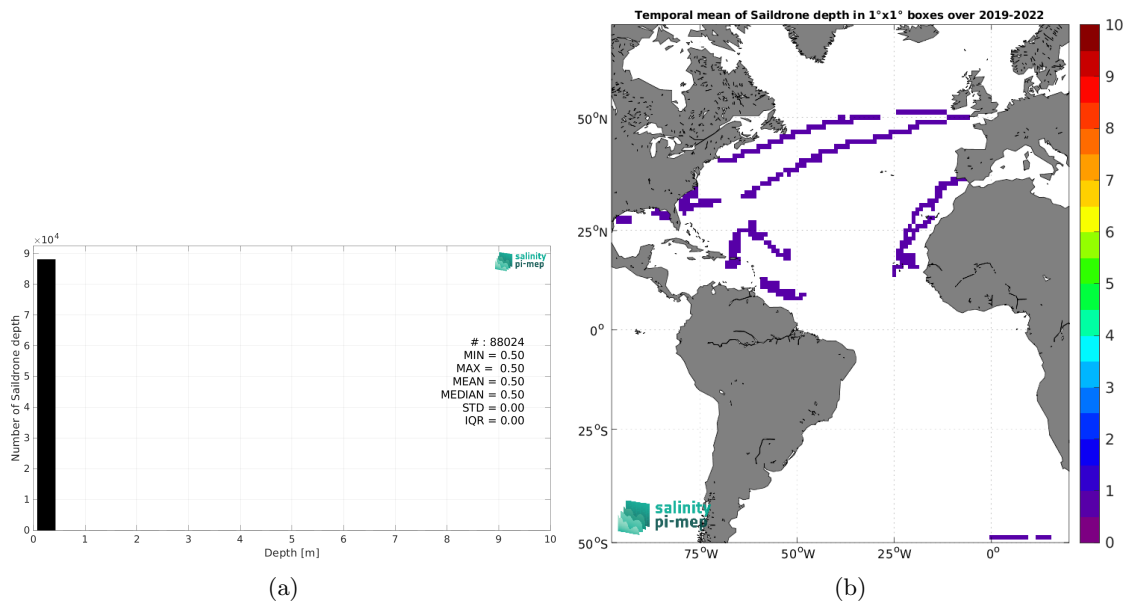 ×10⁴
9
8
7
6
5
4
3
2
1
0
Number of Saildrone depth
salinity
pi-mep
# : 88024
MIN = 0.50
MAX = 0.50
MEAN = 0.50
MEDIAN = 0.50
STD = 0.00
IQR = 0.00
0 1 2 3 4 5 6 7 8 9 10
Depth [m]
(a)
Temporal mean of Saildrone depth in 1°x1° boxes over 2019-2022
50°N
25°N
0°
25°S
50°S
75°W 50°W 25°W 0°
salinity
pi-mep
10
9
8
7
6
5
4
3
2
1
0
(b)